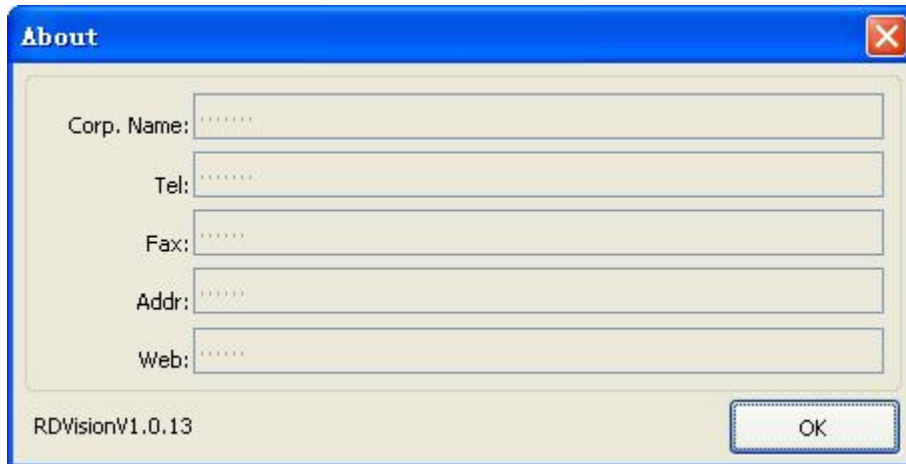 About
Corp. Name: .......
Tel: .......
Fax: ......
Addr: ......
Web: ......
RDVisionV1.0.13
OK